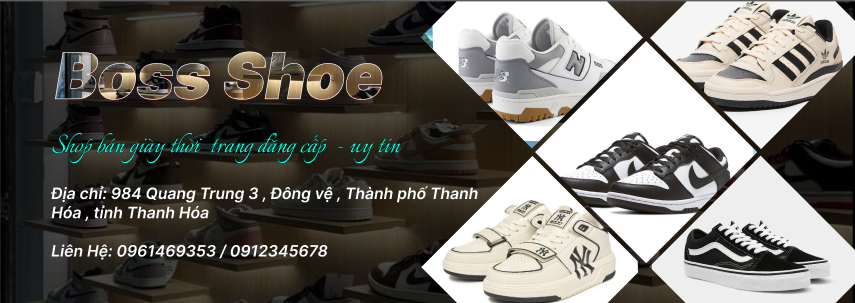 Boss Shoe
Shop bán giày thời trang đẳng cấp - uy tín
Địa chỉ: 984 Quang Trung 3 , Đông vệ , Thành phố Thanh
Hóa , tỉnh Thanh Hóa
Liên Hệ: 0961469353 / 0912345678
N
NY